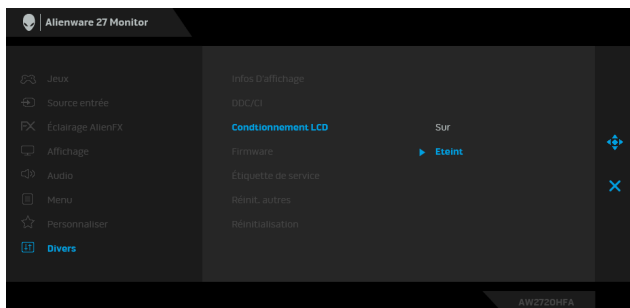 Alienware 27 Monitor
Jeux
Source entrée
FX Éclairage AlienFX
Affichage
Audio
Menu
Personnaliser
Divers
Infos D'affichage
DDC/CI
Condtionnement LCD
Firmware
Étiquette de service
Réinit. autres
Réinitialisation
Sur
Eteint
AW2720HFA